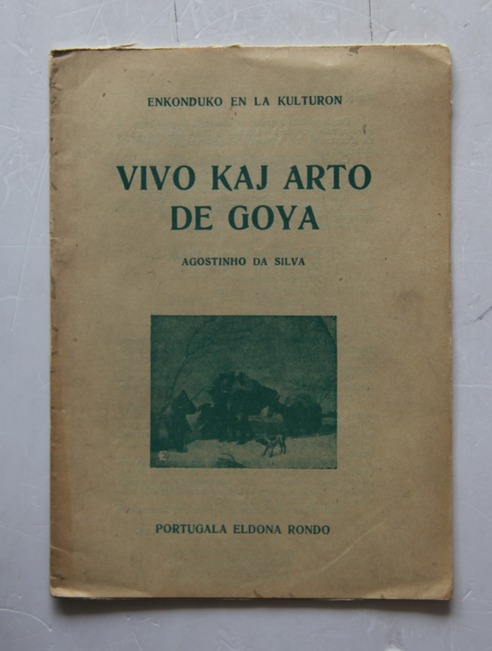 ENKONDUKO EN LA KULTURON
VIVO KAJ ARTO
DE GOYA
AGOSTINHO DA SILVA
PORTUGALA ELDONA RONDO